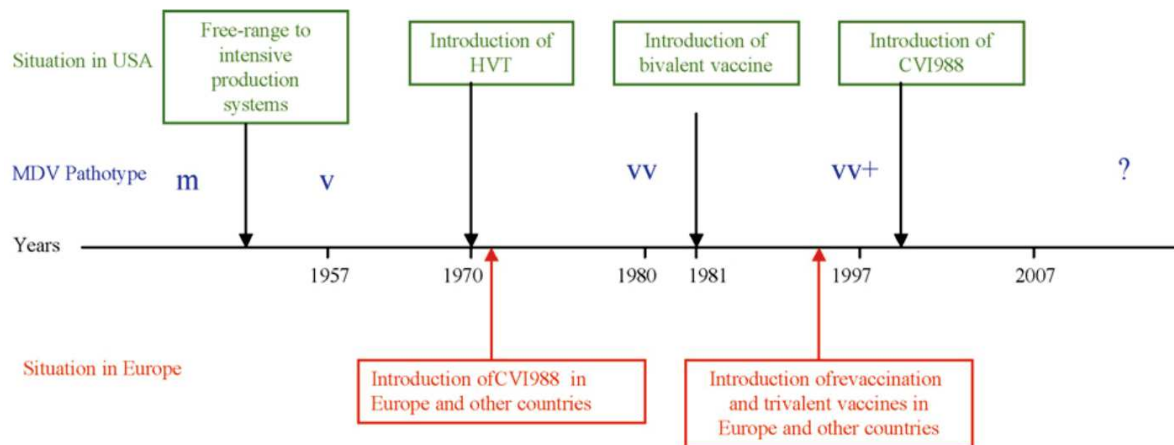 Situation in USA
Free-range to
intensive
production
systems
Introduction of
HVT
Introduction of
bivalent vaccine
Introduction of
CVI988
MDV Pathotype
m
v
vv
vv+
?
Years
1957
1970
1980
1981
1997
2007
Situation in Europe
Introduction ofCVI988 in
Europe and other countries
Introduction ofrevaccination
and trivalent vaccines in
Europe and other countries